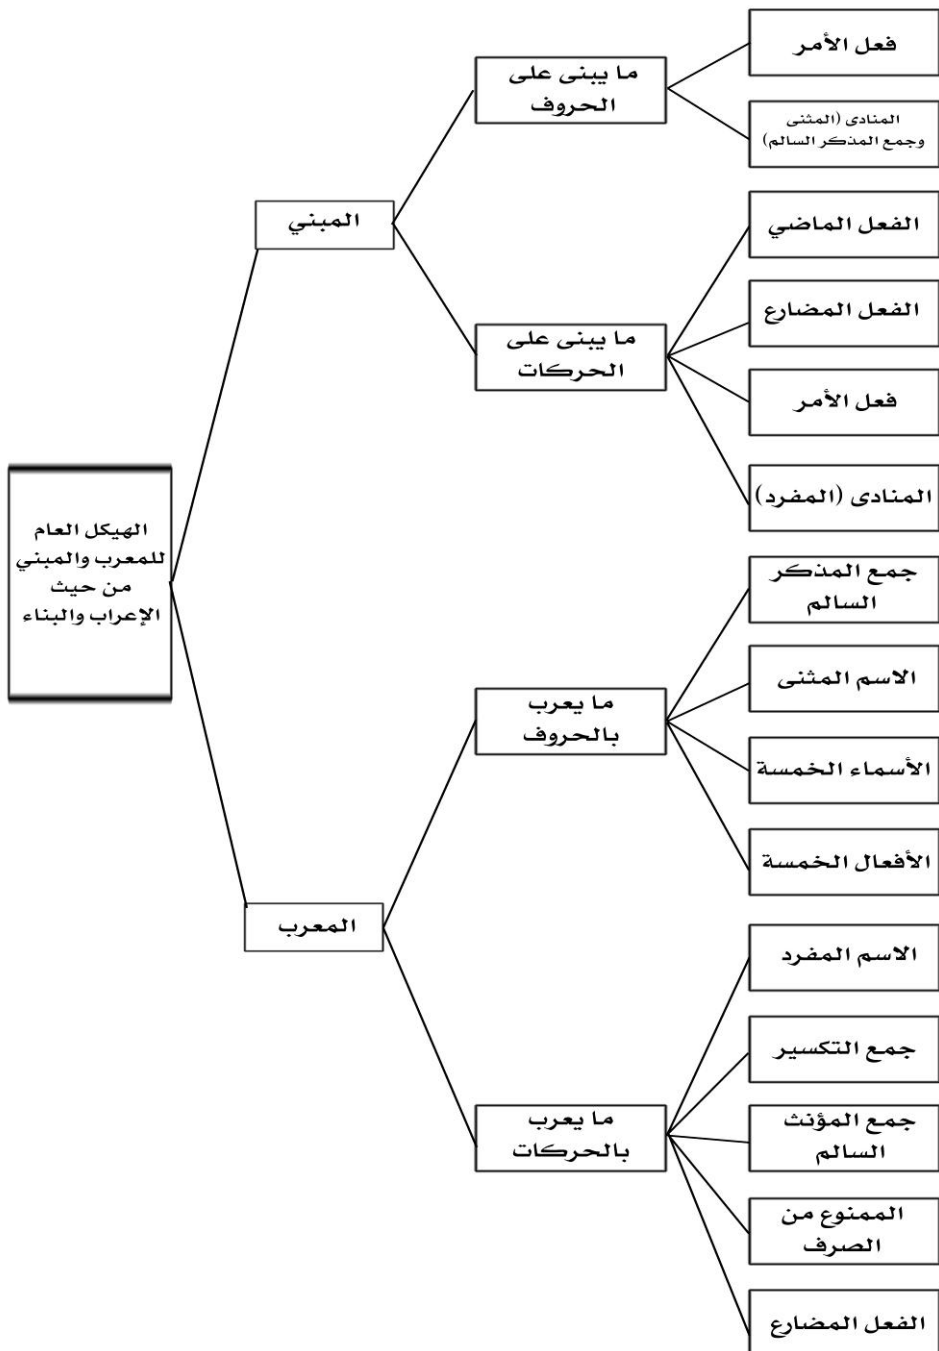 الهيكل العام
للمعرب والمبني
من حيث
الإعراب والبناء
المبني
ما يبنى على
الحروف
فعل الأمر
المنادى (المثنى
وجمع المذكر السالم)
ما يبنى على
الحركات
الفعل الماضي
الفعل المضارع
فعل الأمر
المنادى (المفرد)
المعرب
ما يعرب
بالحروف
جمع المذكر
السالم
الاسم المثنى
الأسماء الخمسة
الأفعال الخمسة
ما يعرب
بالحركات
الاسم المفرد
جمع التكسير
جمع المؤنث
السالم
الممنوع من
الصرف
الفعل المضارع